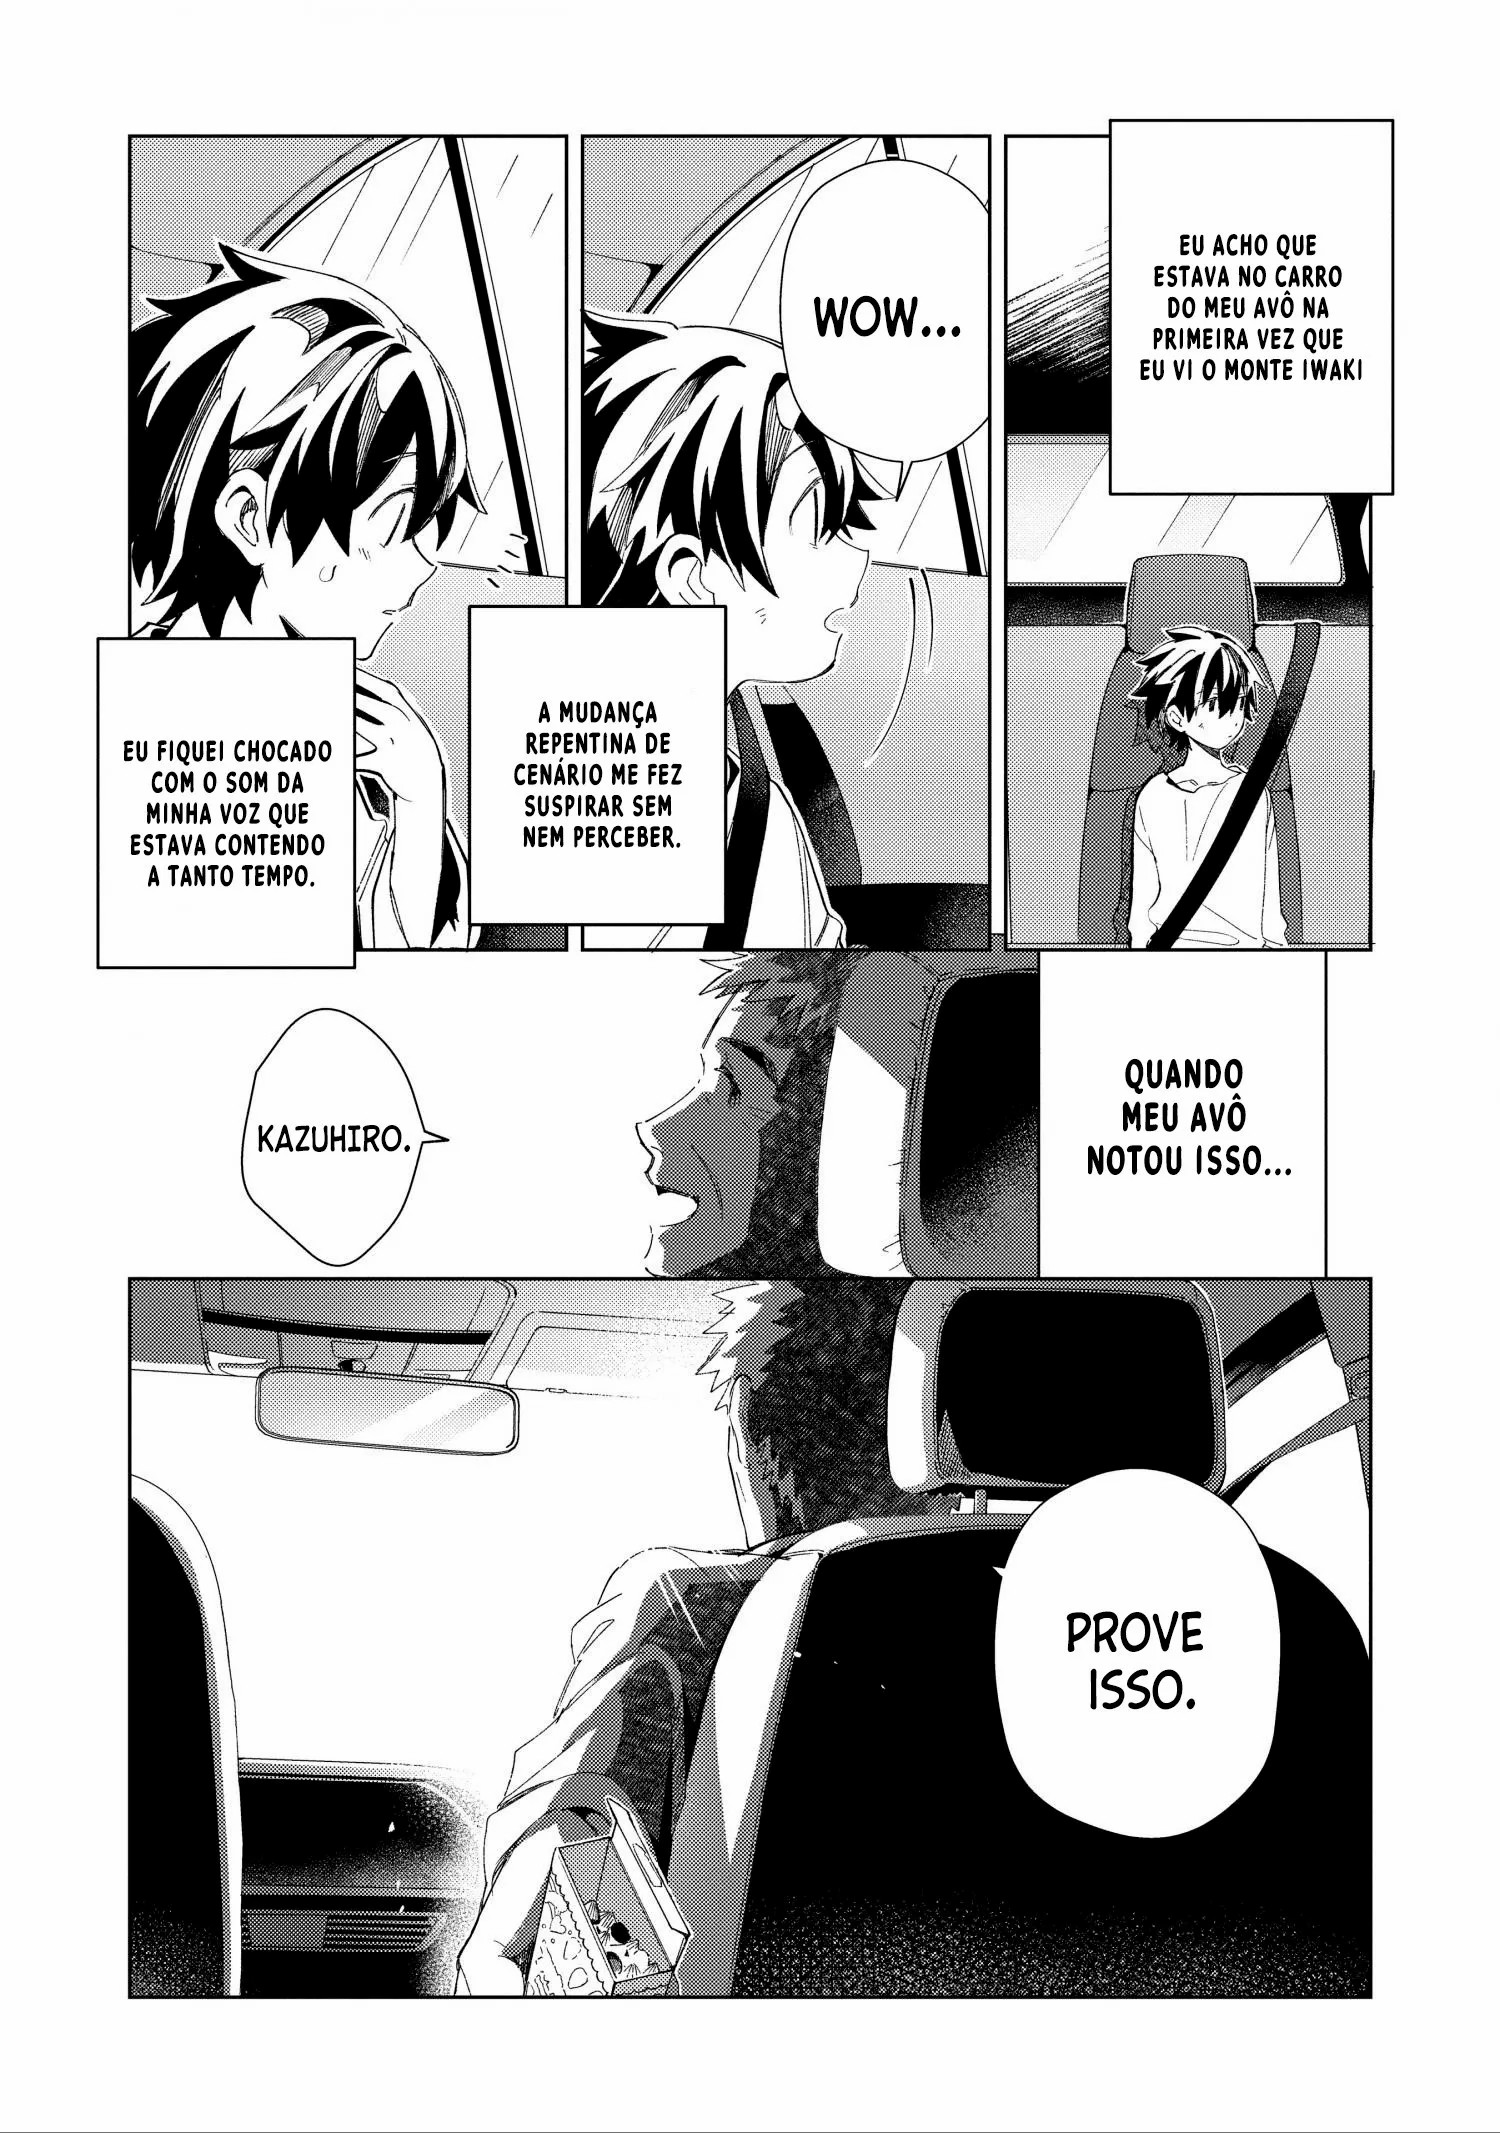 EU ACHO QUE
ESTAVA NO CARRO
DO MEU AVÔ NA
PRIMEIRA VEZ QUE
EU VI O MONTE IWAKI
WOW...
A MUDANÇA
REPENTINA DE
CENÁRIO ME FEZ
SUSPIRAR SEM
NEM PERCEBER.
EU FIQUEI CHOCADO
COM O SOM DA
MINHA VOZ QUE
ESTAVA CONTENDO
A TANTO TEMPO.
QUANDO
MEU AVÔ
NOTOU ISSO...
KAZUHIRO.
PROVE
ISSO.